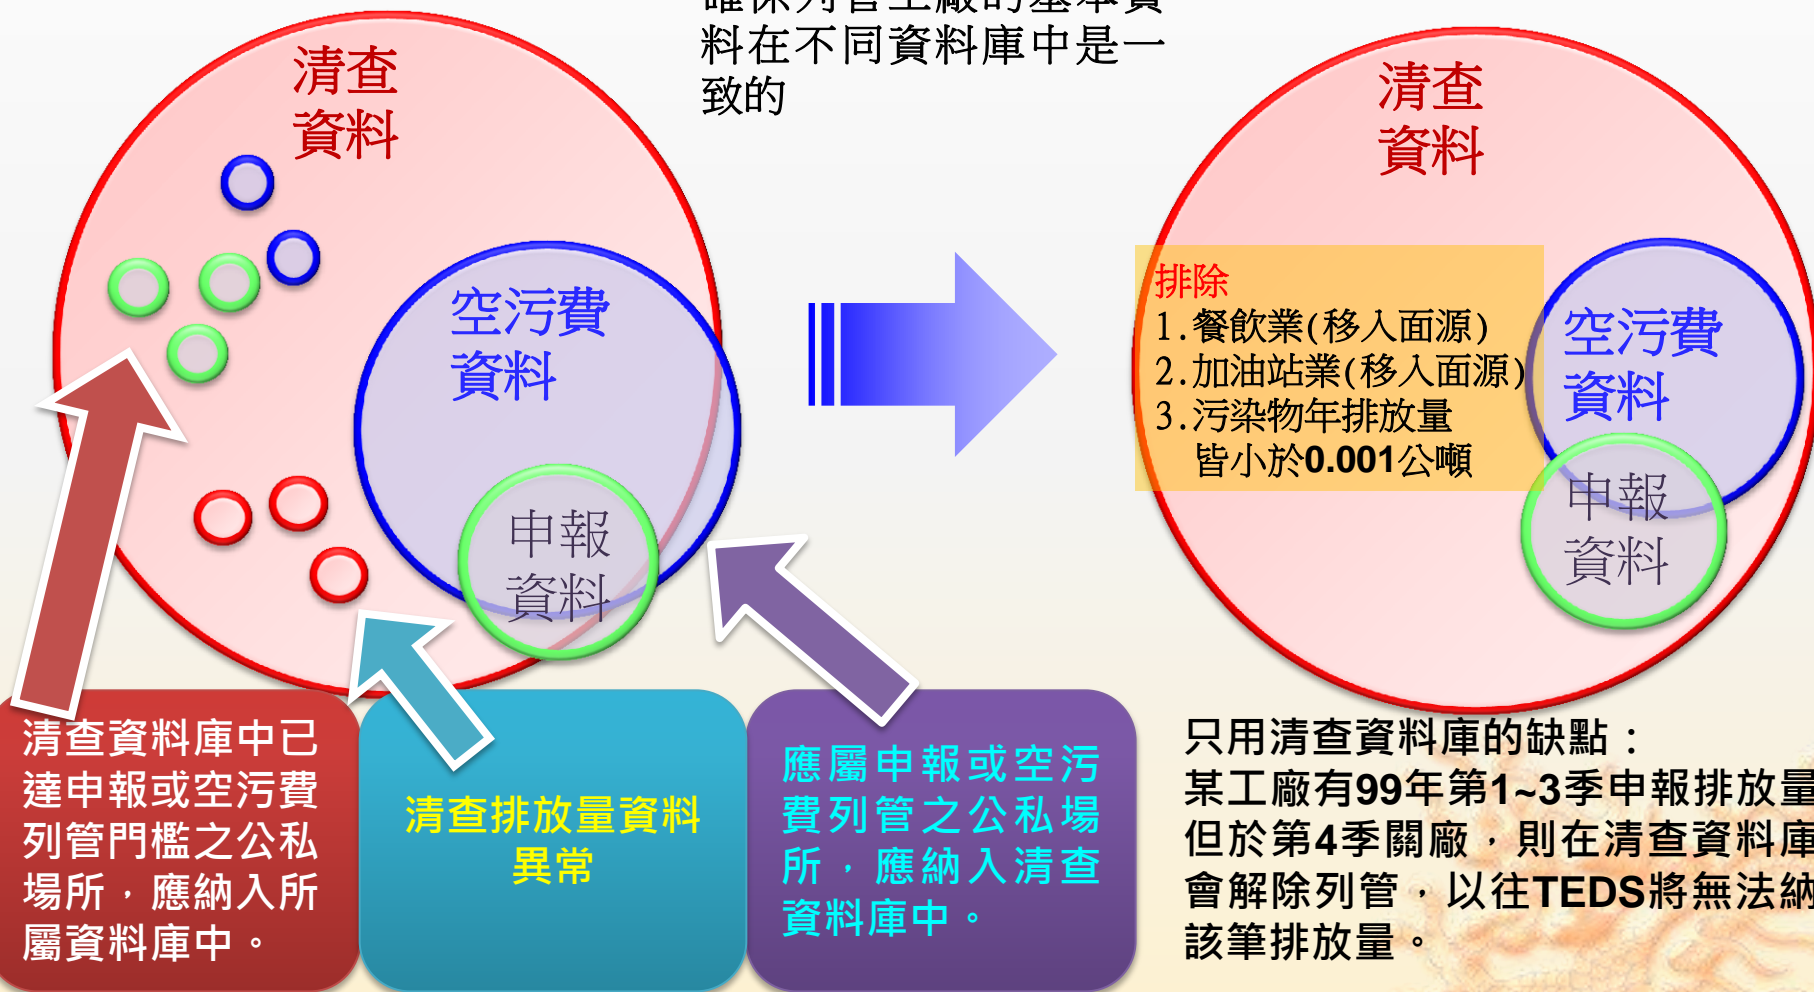 確保列管工廠的基本資
料在不同資料庫中是一
致的
清查
資料
空污費
資料
申報
資料
清查
資料
排除
1.餐飲業(移入面源)
2.加油站業(移入面源)
3.污染物年排放量
皆小於0.001公噸
空污費
資料
申報
資料
清查資料庫中已
達申報或空污費
列管門檻之公私
場所，應納入所
屬資料庫中。
清查排放量資料
異常
應屬申報或空污
費列管之公私場
所，應納入清查
資料庫中。
只用清查資料庫的缺點：
某工廠有99年第1~3季申報排放量
但於第4季關廠，則在清查資料庫
會解除列管，以往TEDS將無法納
該筆排放量。